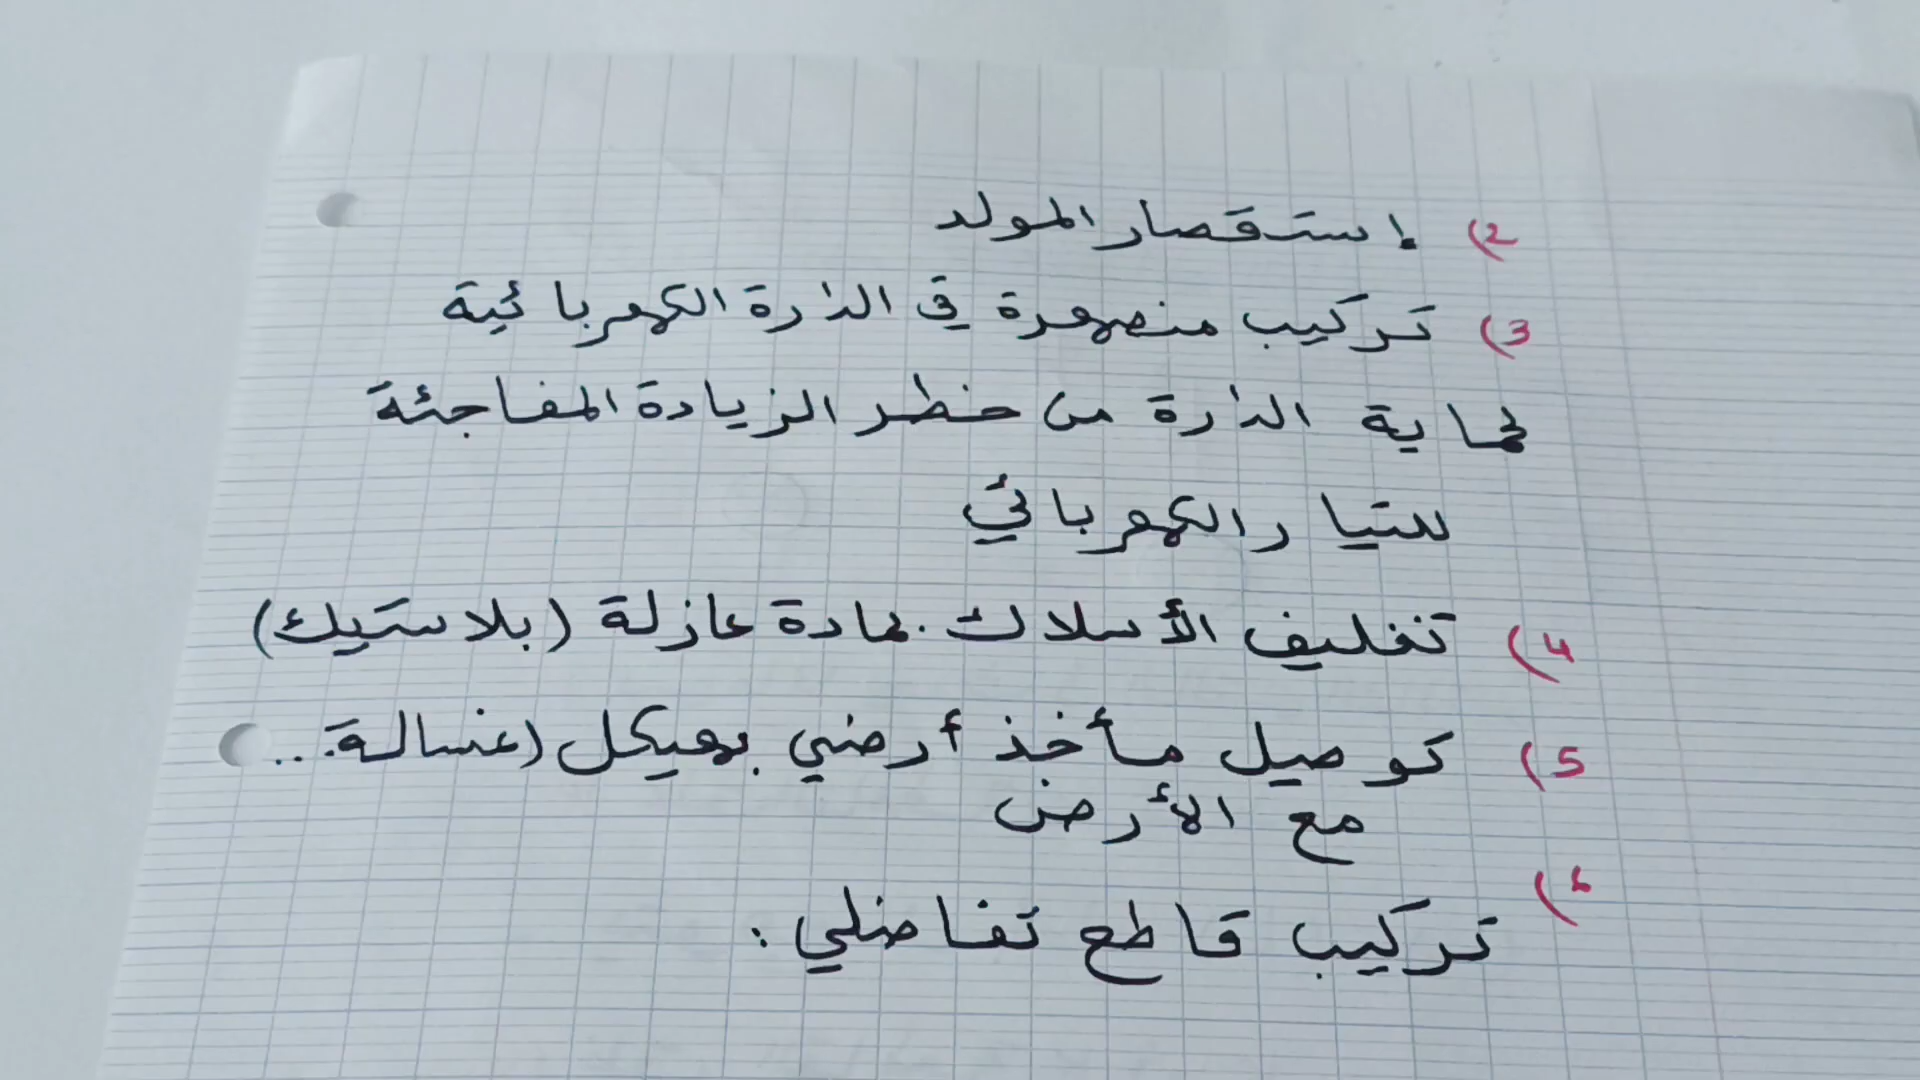 2) إستقصار المولد
3) تركيب منصهرة في الدارة الكهربائية
لحماية الدارة من خطر الزيادة المفاجئة
للتيار الكهربائي
4) تغليف الأسلاك بمادة عازلة (بلاستيك)
5) توصيل مأخذ أرضي بهيكل (غسالة...
مع الأرض
6) تركيب قاطع تفاضلي: